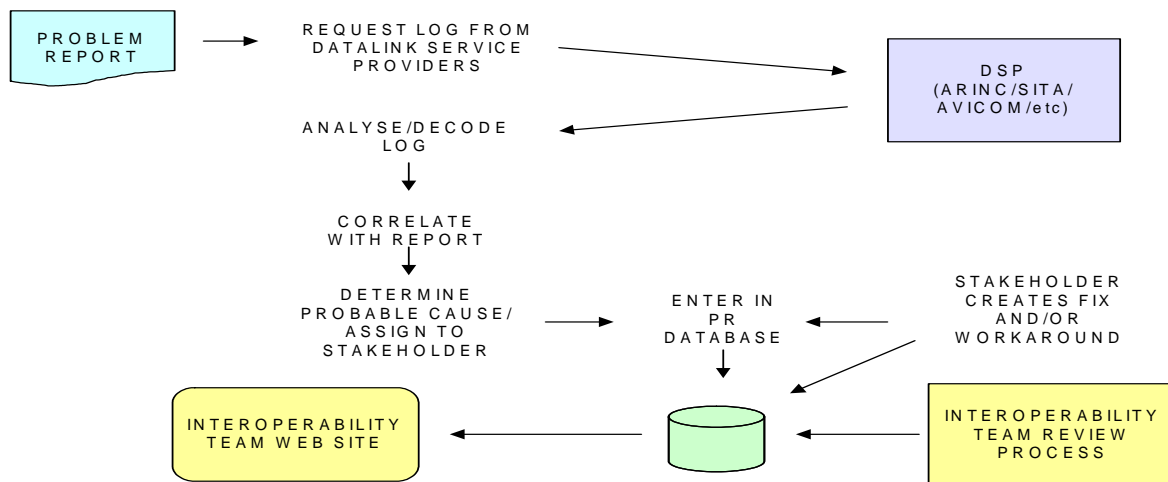 PROBLEM
REPORT
REQUEST LOG FROM
DATALINK SERVICE
PROVIDERS
DSP
(ARINC/SITA/
AVICOM/etc)
ANALYSE/DECODE
LOG
CORRELATE
WITH REPORT
DETERMINE
PROBABLE CAUSE/
ASSIGN TO
STAKEHOLDER
ENTER IN
PR
DATABASE
STAKEHOLDER
CREATES FIX
AND/OR
WORKAROUND
INTEROPERABILITY
TEAM WEB SITE
INTEROPERABILITY
TEAM REVIEW
PROCESS